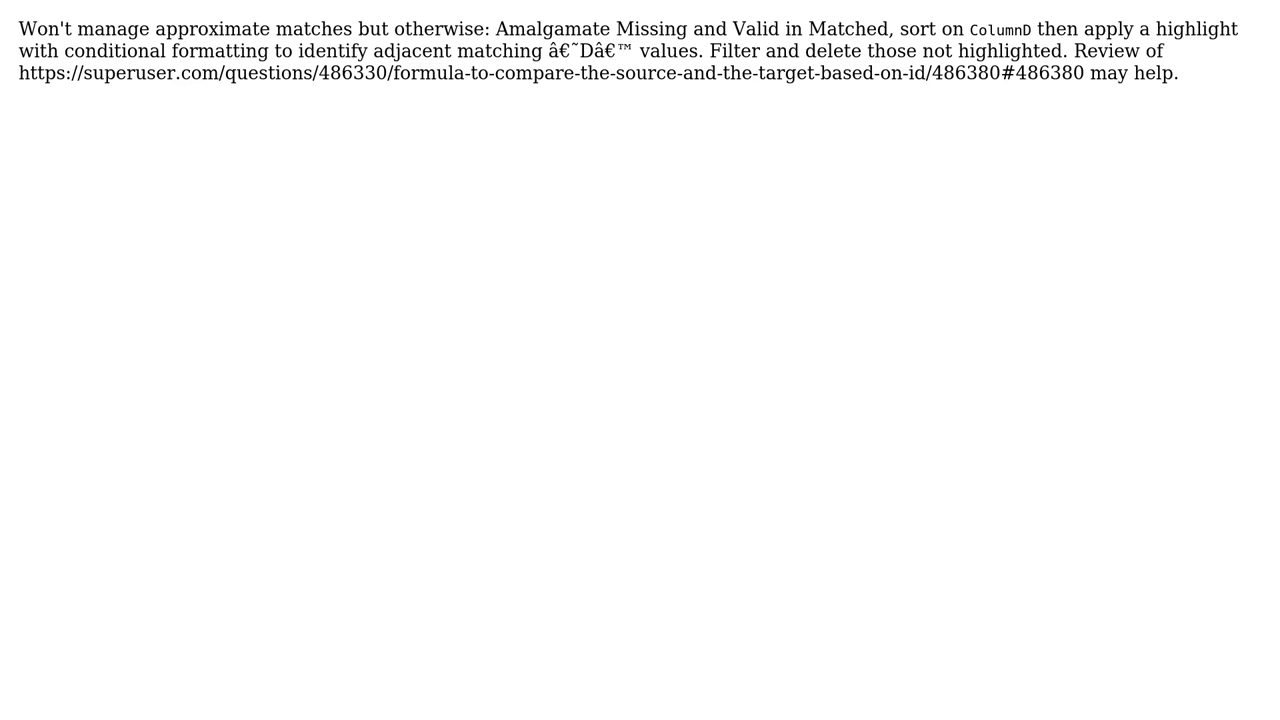 Won't manage approximate matches but otherwise: Amalgamate Missing and Valid in Matched, sort on ColumnD then apply a highlight
with conditional formatting to identify adjacent matching â€˜Dâ€™ values. Filter and delete those not highlighted. Review of
https://superuser.com/questions/486330/formula-to-compare-the-source-and-the-target-based-on-id/486380#486380 may help.